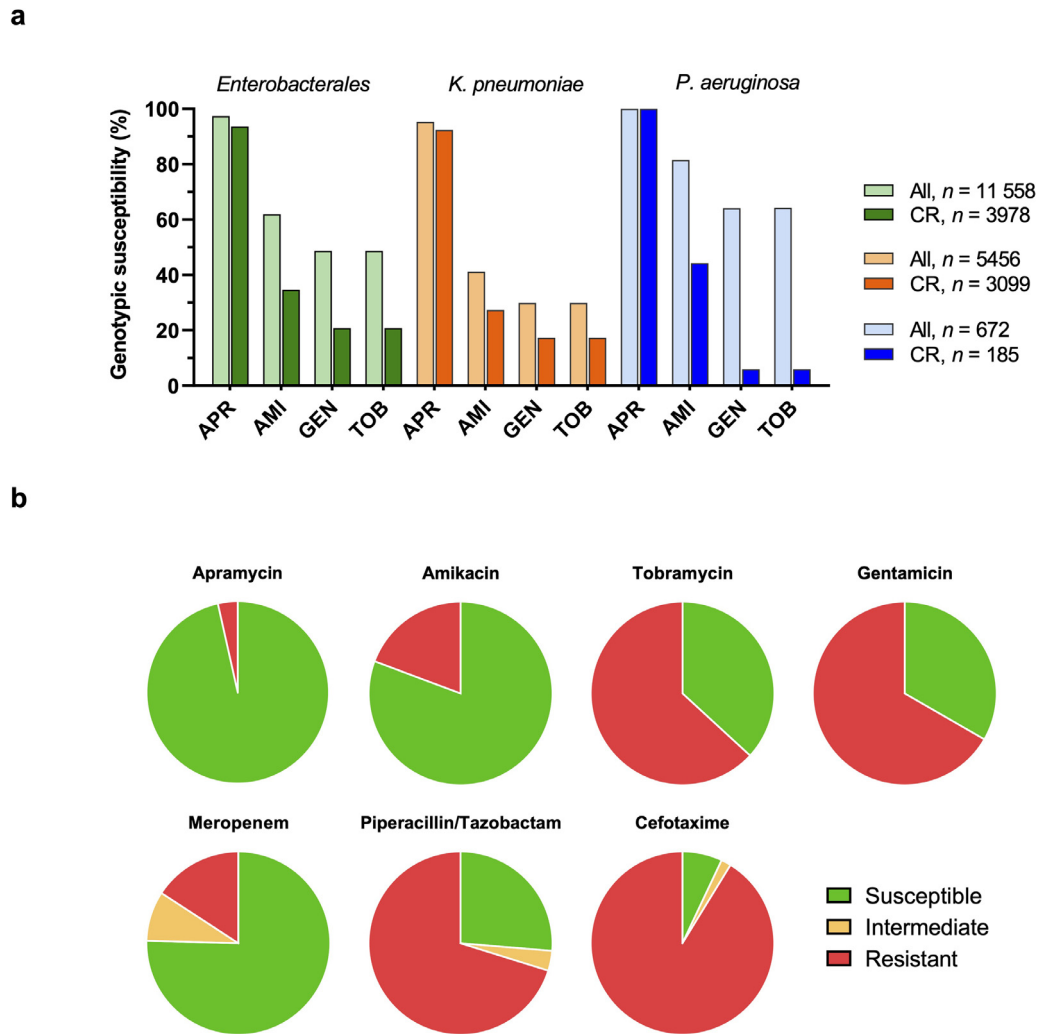 a
Enterobacterales K. pneumoniae P. aeruginosa
Genotypic susceptibility (%)
100
80
60
40
20
0
APR AMI GEN TOB APR AMI GEN TOB APR AMI GEN TOB
All, n = 11 558
CR, n = 3978
All, n = 5456
CR, n = 3099
All, n = 672
CR, n = 185
b
Apramycin Amikacin Tobramycin Gentamicin
Meropenem Piperacillin/Tazobactam Cefotaxime
Susceptible
Intermediate
Resistant